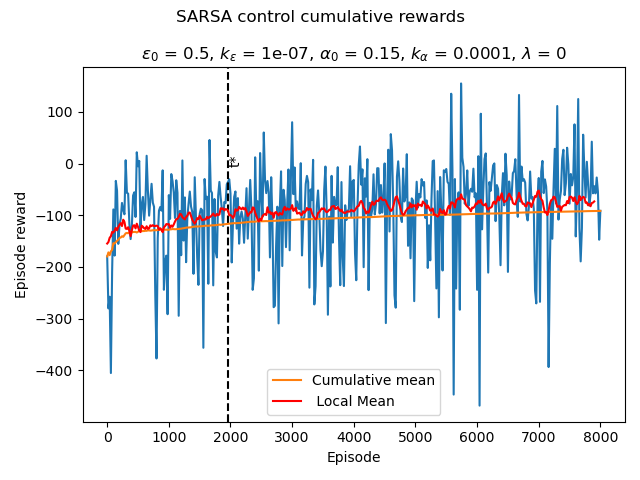 SARSA control cumulative rewards
ε₀ = 0.5, kε = 1e-07, α₀ = 0.15, kα = 0.0001, λ = 0
Episode reward
100
0
−100
−200
−300
−400
t*
Cumulative mean
Local Mean
0 1000 2000 3000 4000 5000 6000 7000 8000
Episode